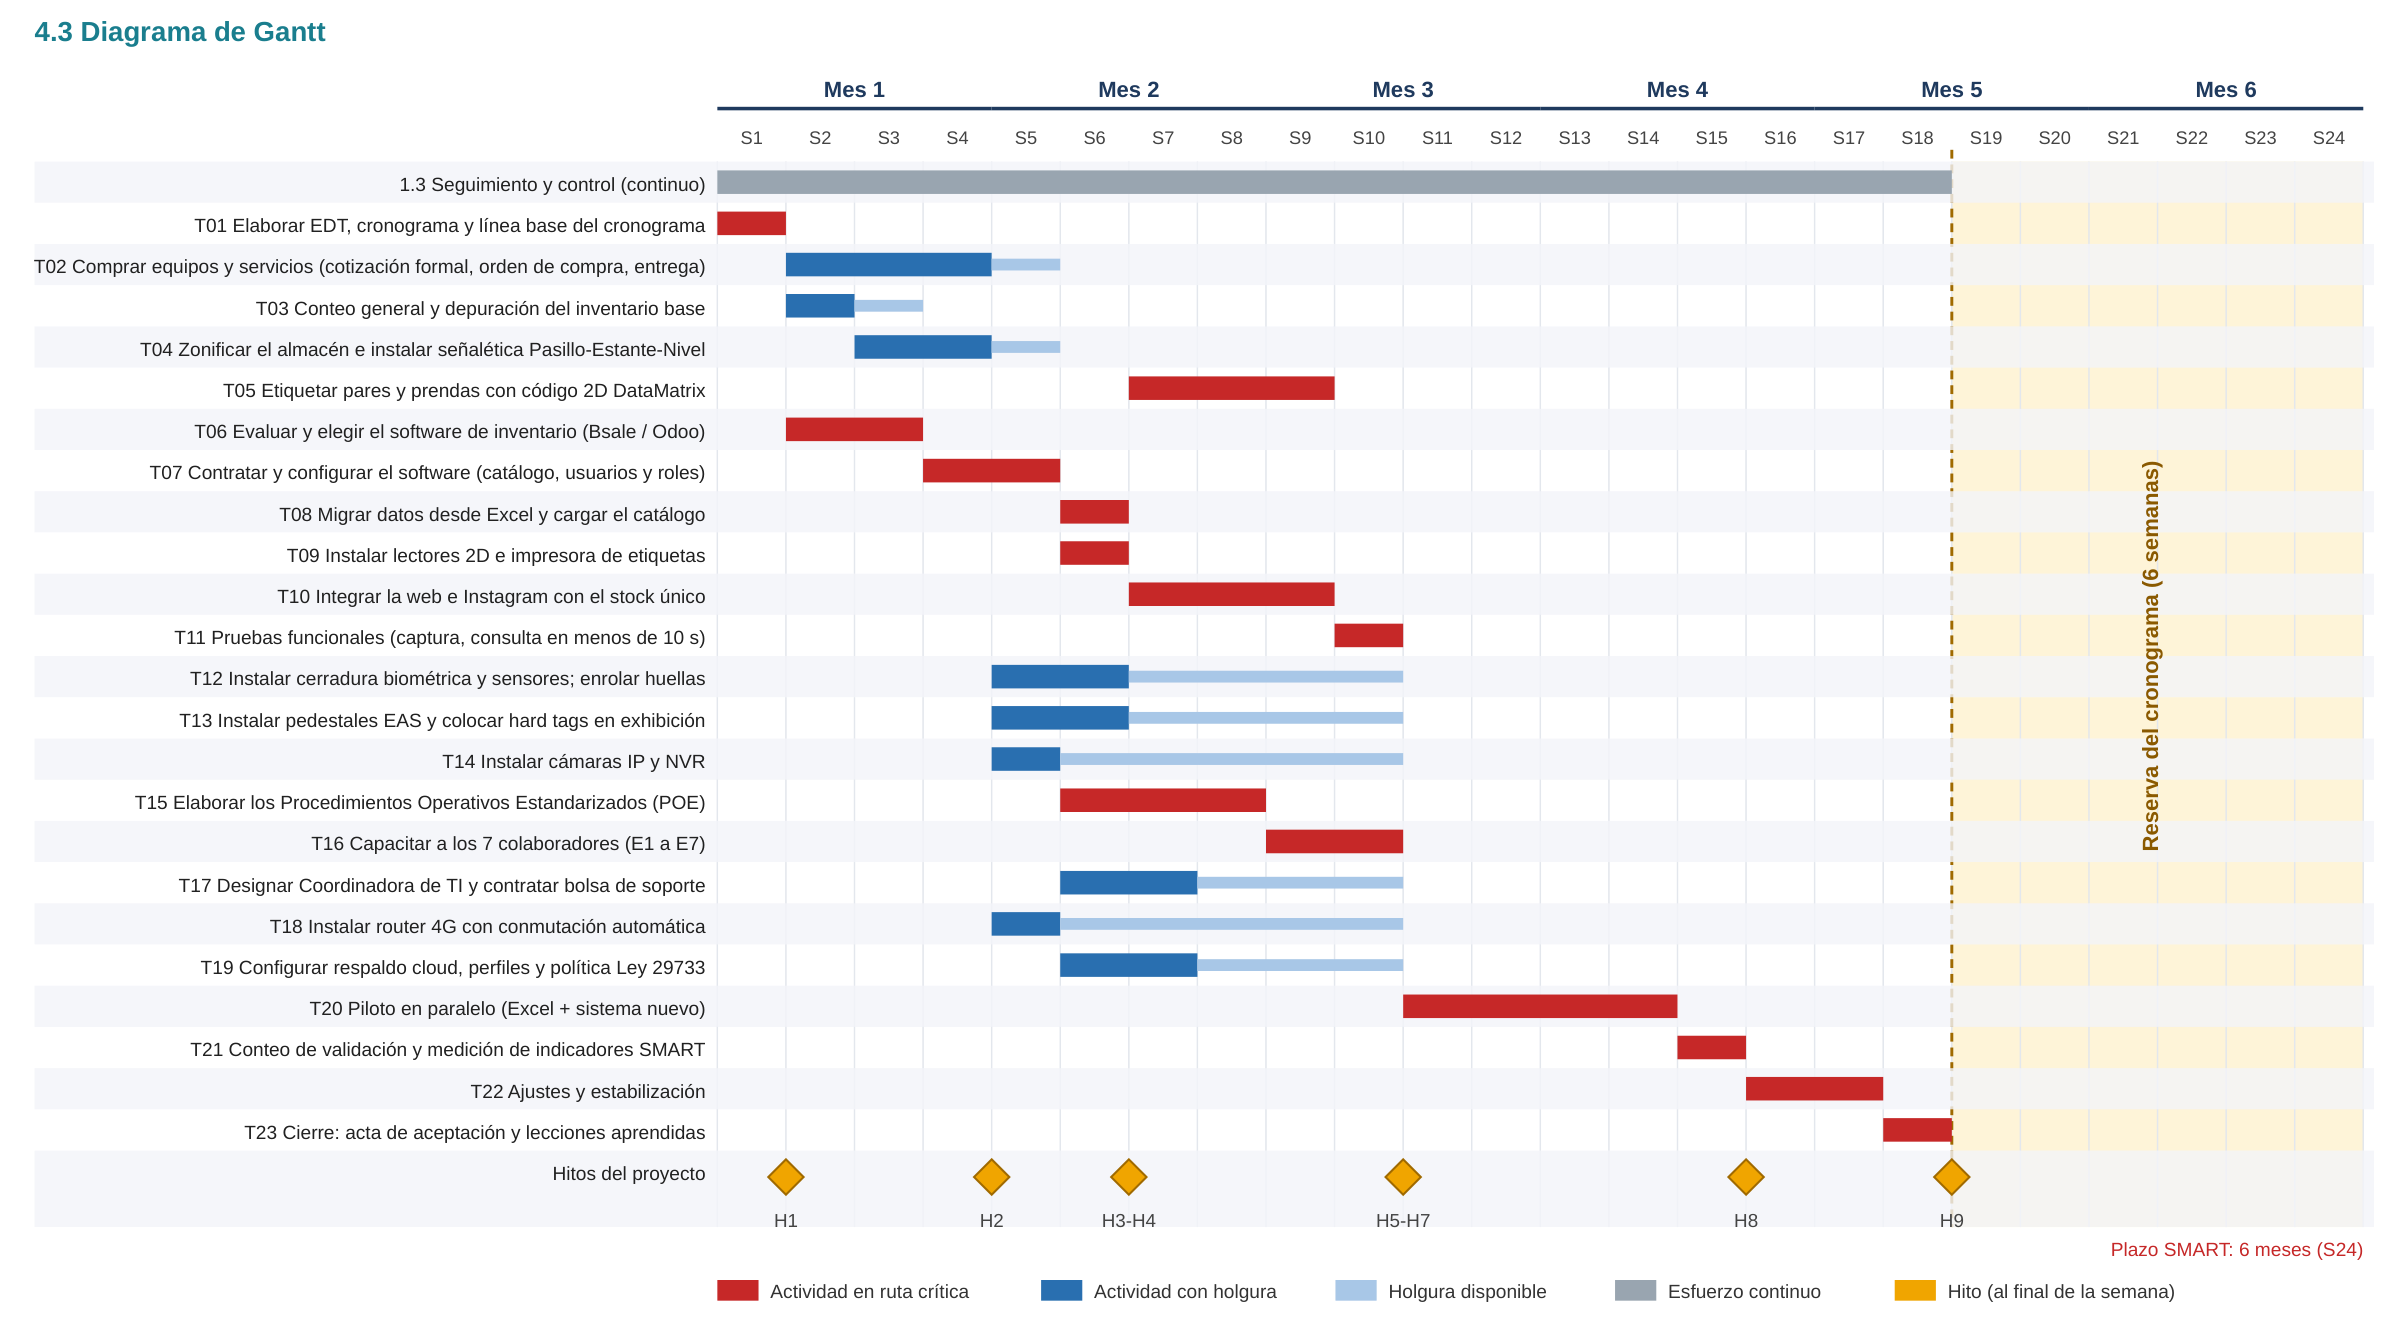 4.3 Diagrama de Gantt
Mes 1 Mes 2 Mes 3 Mes 4 Mes 5 Mes 6
S1 S2 S3 S4 S5 S6 S7 S8 S9 S10 S11 S12 S13 S14 S15 S16 S17 S18 S19 S20 S21 S22 S23 S24
1.3 Seguimiento y control (continuo)
T01 Elaborar EDT, cronograma y línea base del cronograma
T02 Comprar equipos y servicios (cotización formal, orden de compra, entrega)
T03 Conteo general y depuración del inventario base
T04 Zonificar el almacén e instalar señalética Pasillo-Estante-Nivel
T05 Etiquetar pares y prendas con código 2D DataMatrix
T06 Evaluar y elegir el software de inventario (Bsale / Odoo)
T07 Contratar y configurar el software (catálogo, usuarios y roles)
T08 Migrar datos desde Excel y cargar el catálogo
T09 Instalar lectores 2D e impresora de etiquetas
T10 Integrar la web e Instagram con el stock único
T11 Pruebas funcionales (captura, consulta en menos de 10 s)
T12 Instalar cerradura biométrica y sensores; enrolar huellas
T13 Instalar pedestales EAS y colocar hard tags en exhibición
T14 Instalar cámaras IP y NVR
T15 Elaborar los Procedimientos Operativos Estandarizados (POE)
T16 Capacitar a los 7 colaboradores (E1 a E7)
T17 Designar Coordinadora de TI y contratar bolsa de soporte
T18 Instalar router 4G con conmutación automática
T19 Configurar respaldo cloud, perfiles y política Ley 29733
T20 Piloto en paralelo (Excel + sistema nuevo)
T21 Conteo de validación y medición de indicadores SMART
T22 Ajustes y estabilización
T23 Cierre: acta de aceptación y lecciones aprendidas
Hitos del proyecto
H1 H2 H3-H4 H5-H7 H8 H9
Reserva del cronograma (6 semanas)
Plazo SMART: 6 meses (S24)
Actividad en ruta crítica Actividad con holgura Holgura disponible Esfuerzo continuo Hito (al final de la semana)